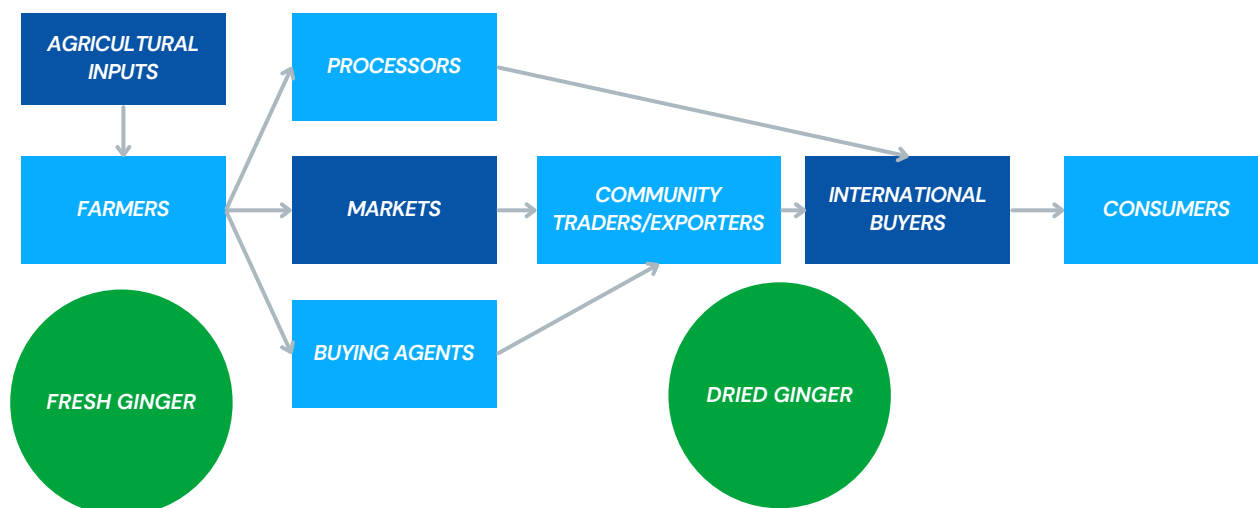 AGRICULTURAL
INPUTS
PROCESSORS
FARMERS
MARKETS
COMMUNITY
TRADERS/EXPORTERS
INTERNATIONAL
BUYERS
CONSUMERS
BUYING AGENTS
FRESH GINGER
DRIED GINGER